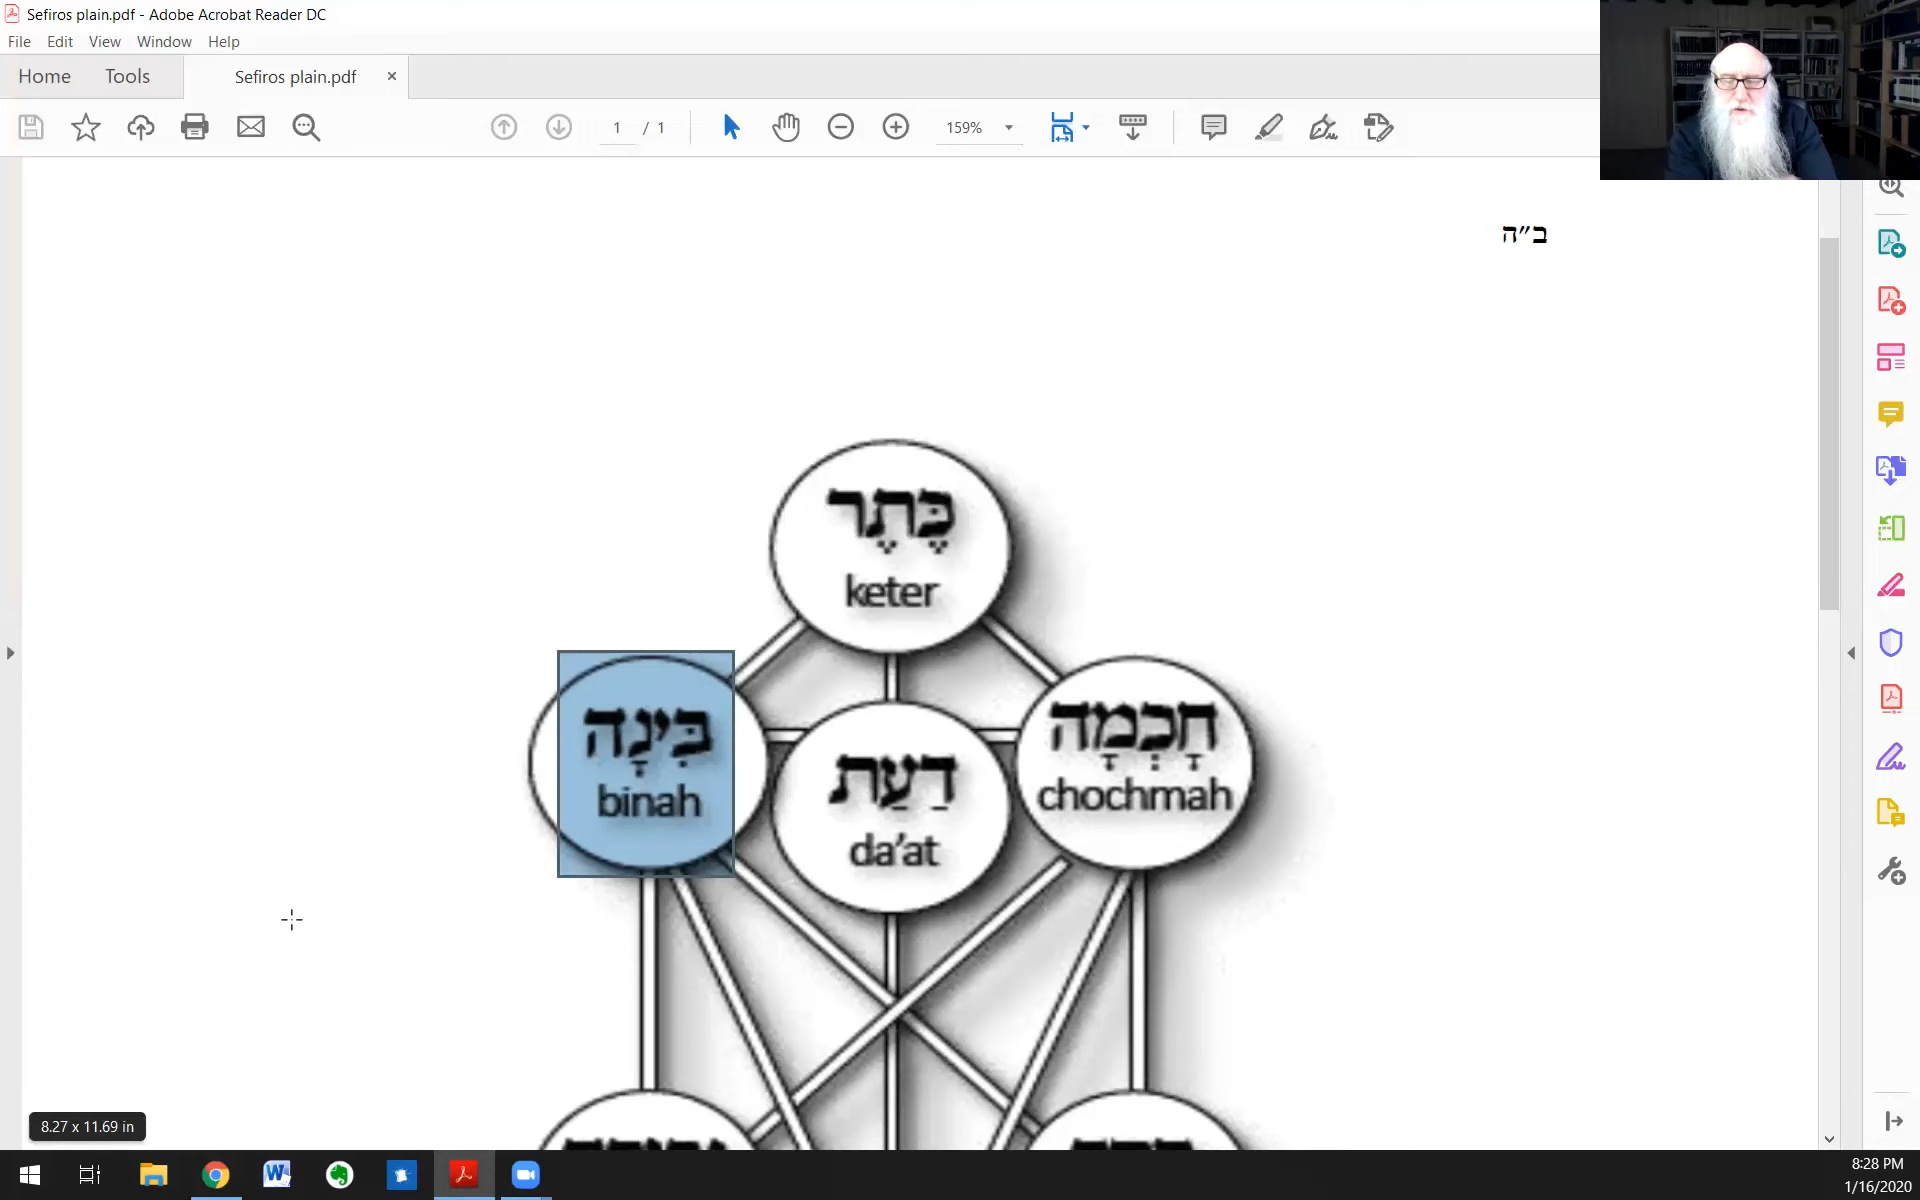 Sefiros plain.pdf - Adobe Acrobat Reader DC
File Edit View Window Help
Home Tools Sefiros plain.pdf ×
1 / 1 159%
ב״ה
כֶּתֶר
keter
בִּינָה
binah
דַעַת
da'at
חָכְמָה
chochmah
8.27 x 11.69 in
8:28 PM
1/16/2020